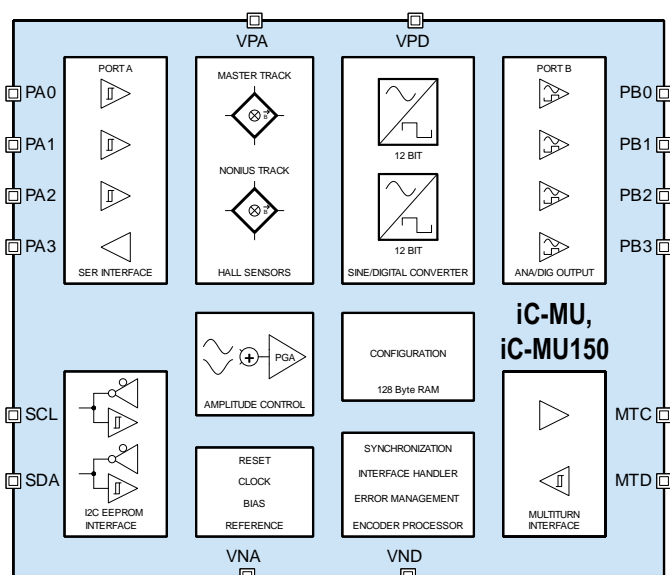 VPA
VPD
PORT A
MASTER TRACK
PORT B
PA0
PB0
12 BIT
PA1
PB1
NONIUS TRACK
PA2
PB2
PA3
12 BIT
PB3
SER INTERFACE
HALL SENSORS
SINE/DIGITAL CONVERTER
ANA/DIG OUTPUT
iC-MU,
iC-MU150
PGA
AMPLITUDE CONTROL
CONFIGURATION
128 Byte RAM
SCL
MTC
SDA
MTD
I2C EEPROM
INTERFACE
RESET
CLOCK
BIAS
REFERENCE
SYNCHRONIZATION
INTERFACE HANDLER
ERROR MANAGEMENT
ENCODER PROCESSOR
MULTITURN
INTERFACE
VNA
VND